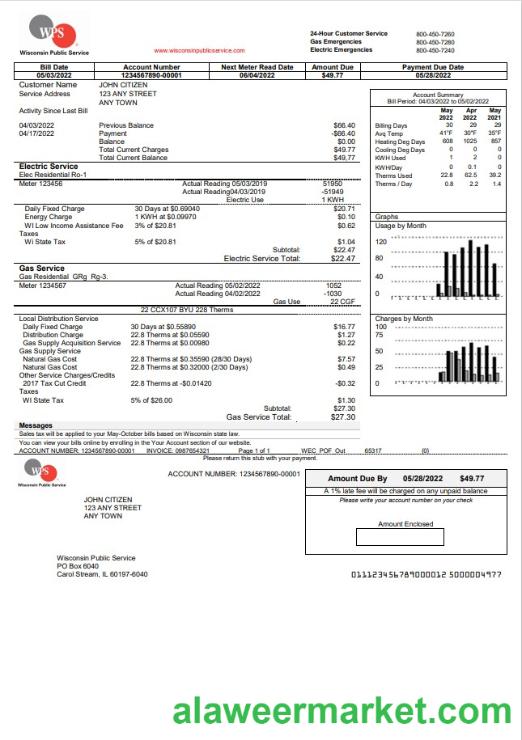 WPS
Wisconsin Public Service
www.wisconsinpublicservice.com
24-Hour Customer Service 800-450-7260
Gas Emergencies 800-450-7280
Electric Emergencies 800-450-7240
Bill Date Account Number Next Meter Read Date Amount Due Payment Due Date
05/03/2022 1234567890-00001 06/04/2022 $49.77 05/28/2022
Customer Name JOHN CITIZEN
Service Address 123 ANY STREET
ANY TOWN
Activity Since Last Bill
04/03/2022 Previous Balance $66.40
04/17/2022 Payment -$66.40
Balance $0.00
Total Current Charges $49.77
Total Current Balance $49,77
Electric Service
Elec Residential Ro-1
Meter 123456 Actual Reading 05/03/2019 51950
Actual Reading04/03/2019 -51949
Electric Use 1 KWH
Daily Fixed Charge 30 Days at $0.69040 $20.71
Energy Charge 1 KWH at $0.09970 $0.10
WI Low Income Assistance Fee 3% of $20.81 $0.62
Taxes
Wi State Tax 5% of $20.81 $1.04
Subtotal: $22.47
Electric Service Total: $22.47
Gas Service
Gas Residential GRg Rg-3.
Meter 1234567 Actual Reading 05/02/2022 1052
Actual Reading 04/02/2022 -1030
Gas Use 22 CGF
22 CCX107 BYU 228 Therms
Local Distribution Service
Daily Fixed Charge 30 Days at $0.55890 $16.77
Distribution Charge 22.8 Therms at $0.05590 $1.27
Gas Supply Acquisition Service 22.8 Therms at $0.00980 $0.22
Gas Supply Service
Natural Gas Cost 22.8 Therms at $0.35590 (28/30 Days) $7.57
Natural Gas Cost 22.8 Therms at $0.32000 (2/30 Days) $0.49
Other Service Charges/Credits
2017 Tax Cut Credit 22.8 Therms at -$0.01420 -$0.32
Taxes
WI State Tax 5% of $26.00 $1.30
Subtotal: $27.30
Gas Service Total: $27.30
Account Summary
Bill Period: 04/03/2022 to 05/02/2022
May Apr May
2022 2022 2021
Billing Days 30 29 29
Avg Temp 41°F 30°F 35°F
Heating Deg Days 608 1025 857
Cooling Deg Days 0 0 0
KWH Used 1 2 0
KWH/Day 0 0.1 0
Therms Used 22.8 62.5 39.2
Therms / Day 0.8 2.2 1.4
Graphs
Usage by Month
120
80
40
0
Charges by Month
100
75
50
25
0
Messages
Sales tax will be applied to your May-October bills based on Wisconsin state law.
You can view your bills online by enrolling in the Your Account section of our website.
ACCOUNT NUMBER: 1234567890-00001 INVOICE: 0987654321 Page 1 of 1 WEC_POF_Out 65317 (0)
Please return this stub with your payment.
WPS
Wisconsin Public Service
ACCOUNT NUMBER: 1234567890-00001
JOHN CITIZEN
123 ANY STREET
ANY TOWN
Amount Due By 05/28/2022 $49.77
A 1% late fee will be charged on any unpaid balance
Please write your account number on your check
Amount Enclosed
Wisconsin Public Service
PO Box 6040
Carol Stream, IL 60197-6040
011123456789000012 5000004977
alaweermarket.com